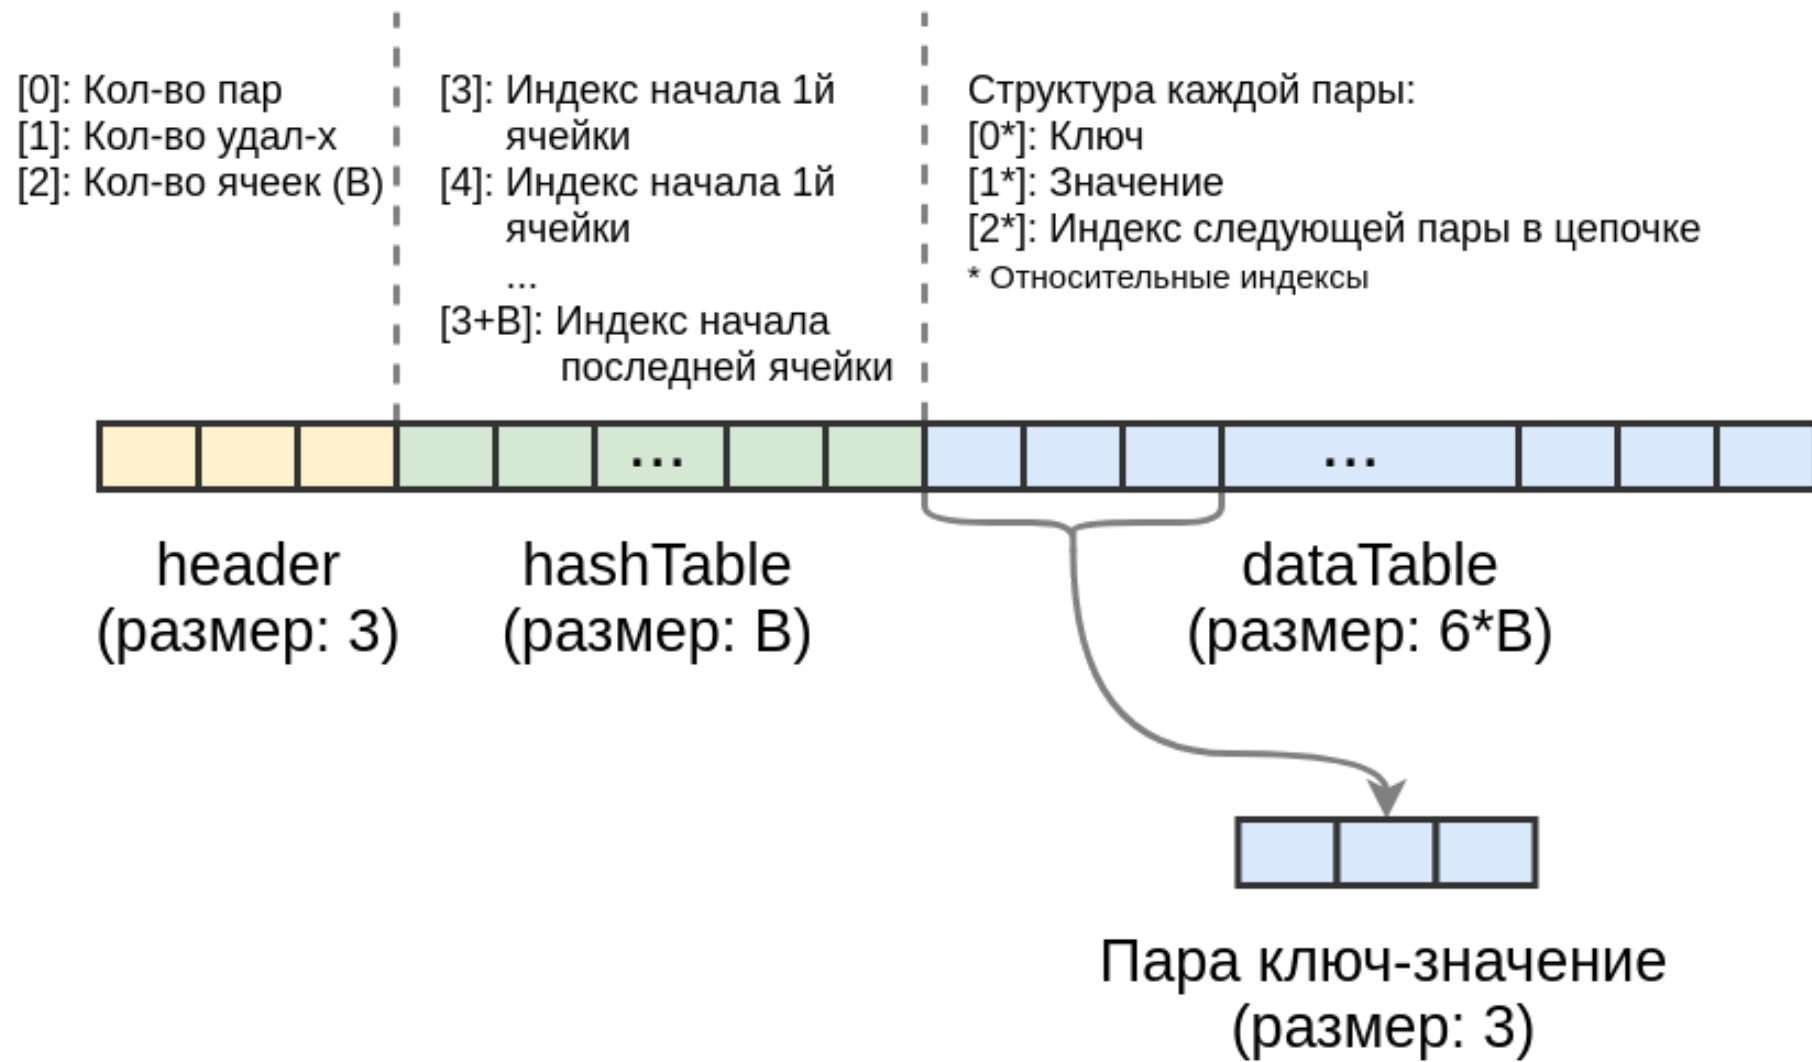 [0]: Кол-во пар
[1]: Кол-во удал-х
[2]: Кол-во ячеек (B)
[3]: Индекс начала 1й
ячейки
[4]: Индекс начала 1й
ячейки
...
[3+B]: Индекс начала
последней ячейки
Структура каждой пары:
[0*]: Ключ
[1*]: Значение
[2*]: Индекс следующей пары в цепочке
* Относительные индексы
...
...
header
(размер: 3)
hashTable
(размер: B)
dataTable
(размер: 6*B)
Пара ключ-значение
(размер: 3)